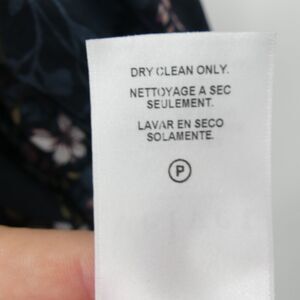 DRY CLEAN ONLY.
NETTOYAGE A SEC
SEULEMENT.
LAVAR EN SECO
SOLAMENTE.
P